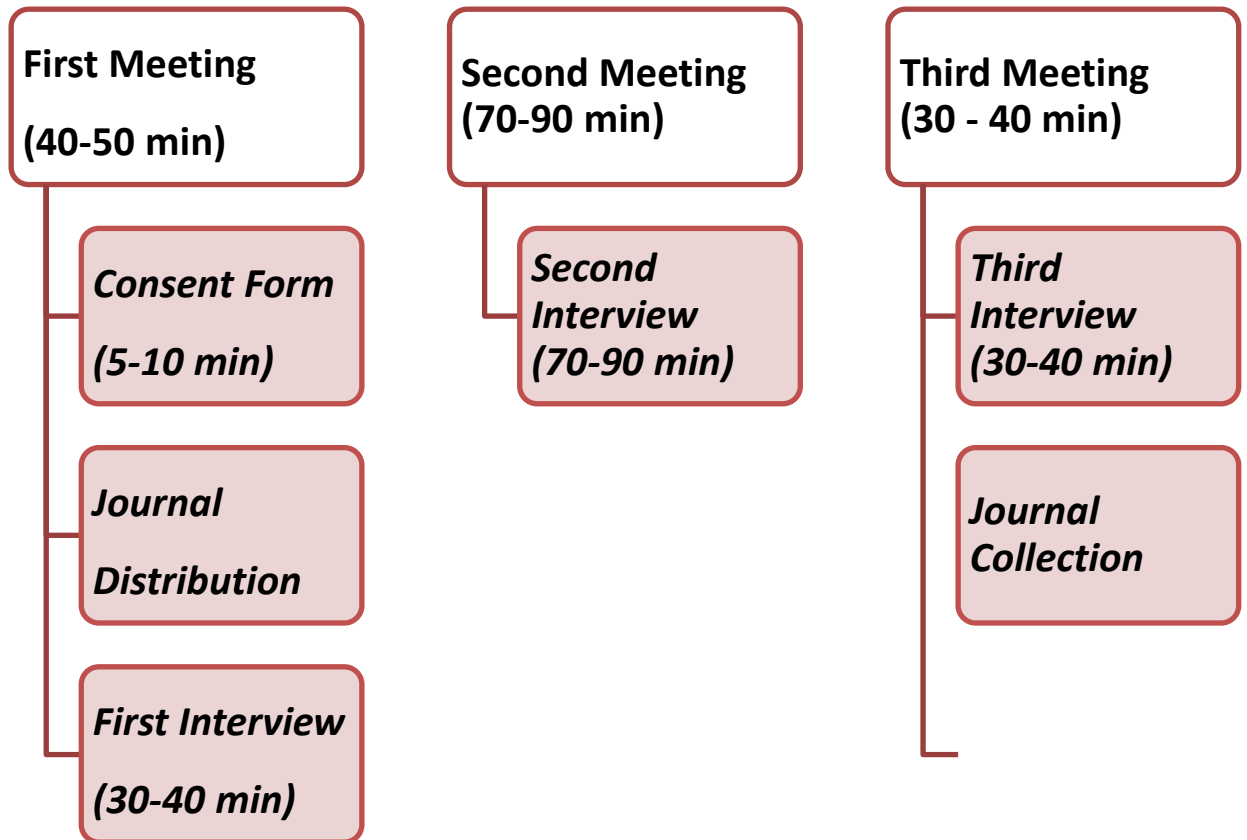 First Meeting
(40-50 min)
Consent Form
(5-10 min)
Journal
Distribution
First Interview
(30-40 min)
Second Meeting
(70-90 min)
Second
Interview
(70-90 min)
Third Meeting
(30 - 40 min)
Third
Interview
(30-40 min)
Journal
Collection